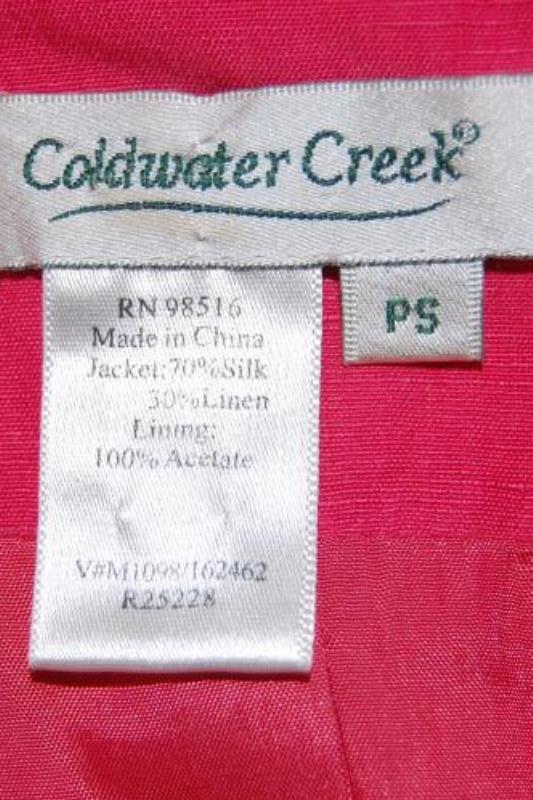 Coldwater Creek®
PS
RN 98516
Made in China
Jacket:70%Silk
30%Linen
Lining:
100% Acetate
V#M1098/162462
R25228